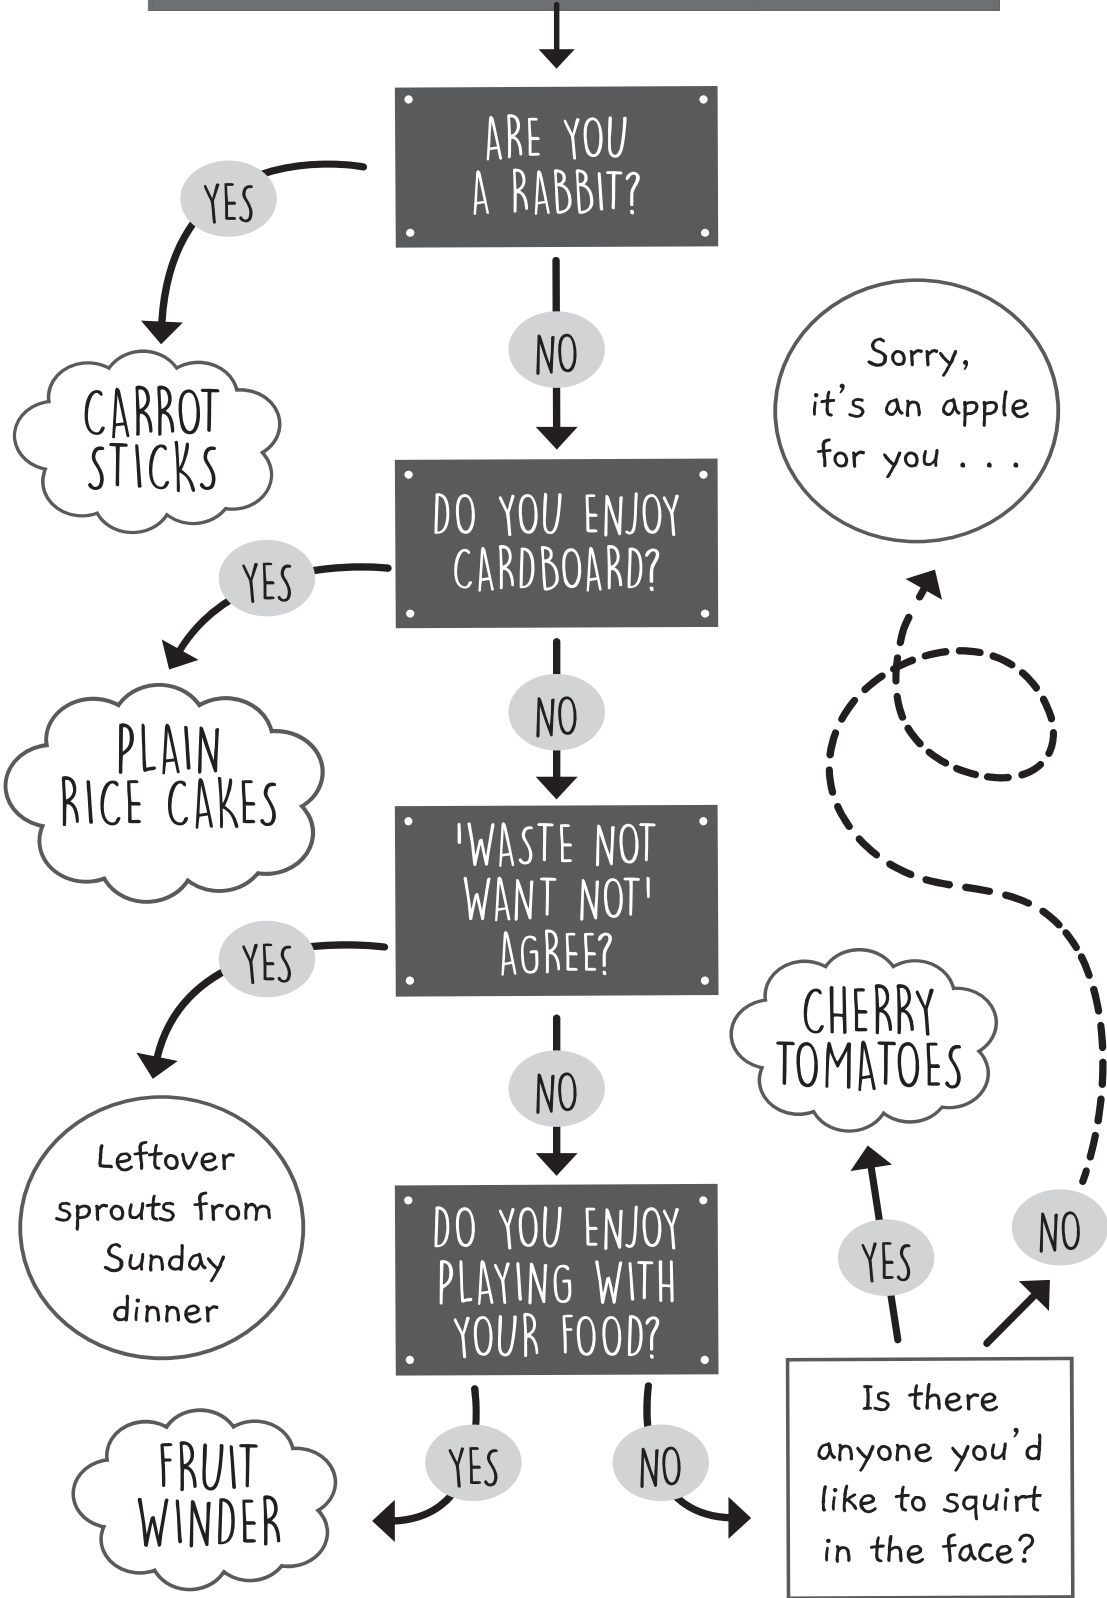 ARE YOU
A RABBIT?
YES
NO
CARROT
STICKS
Sorry,
it's an apple
for you . . .
DO YOU ENJOY
CARDBOARD?
YES
NO
PLAIN
RICE CAKES
'WASTE NOT
WANT NOT'
AGREE?
YES
NO
CHERRY
TOMATOES
Leftover
sprouts from
Sunday
dinner
DO YOU ENJOY
PLAYING WITH
YOUR FOOD?
YES
NO
YES
NO
FRUIT
WINDER
Is there
anyone you'd
like to squirt
in the face?